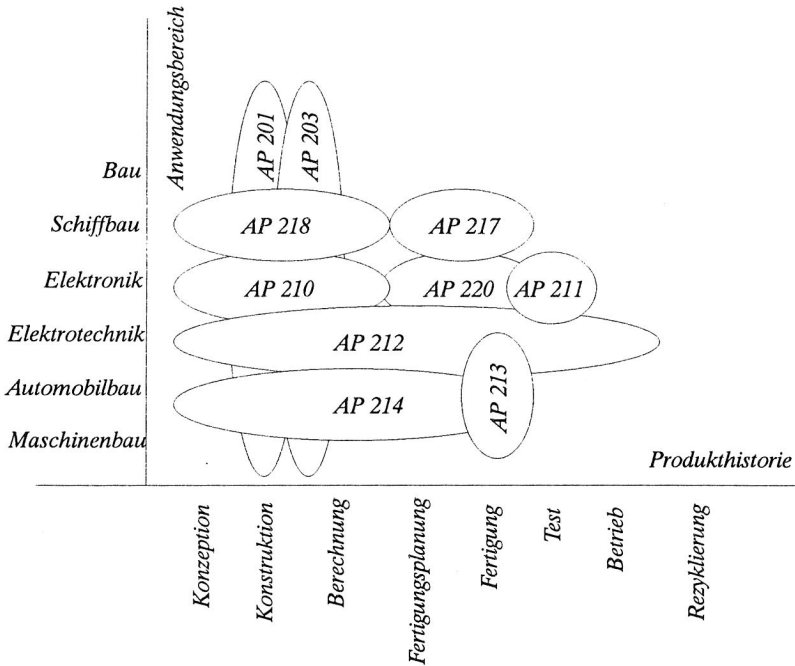 Anwendungsbereich
AP 201
AP 203
Bau
Schiffbau
AP 218
AP 217
Elektronik
AP 210
AP 220
AP 211
Elektrotechnik
AP 212
Automobilbau
AP 214
AP 213
Maschinenbau
Produkthistorie
Konzeption
Konstruktion
Berechnung
Fertigungsplanung
Fertigung
Test
Betrieb
Rezyklierung